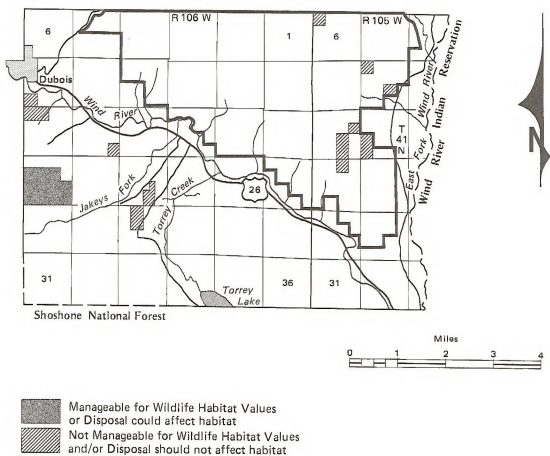 R 106 W
R 105 W
6
1
6
Dubois
Wind
River
East Fork Wind River
Wind River Indian Reservation
T
41
N
N
Jakeys Fork
Torrey Creek
26
31
Torrey
Lake
36
31
Shoshone National Forest
Miles
0 1 2 3 4
Manageable for Wildlife Habitat Values
or Disposal could affect habitat
Not Manageable for Wildlife Habitat Values
and/or Disposal should not affect habitat